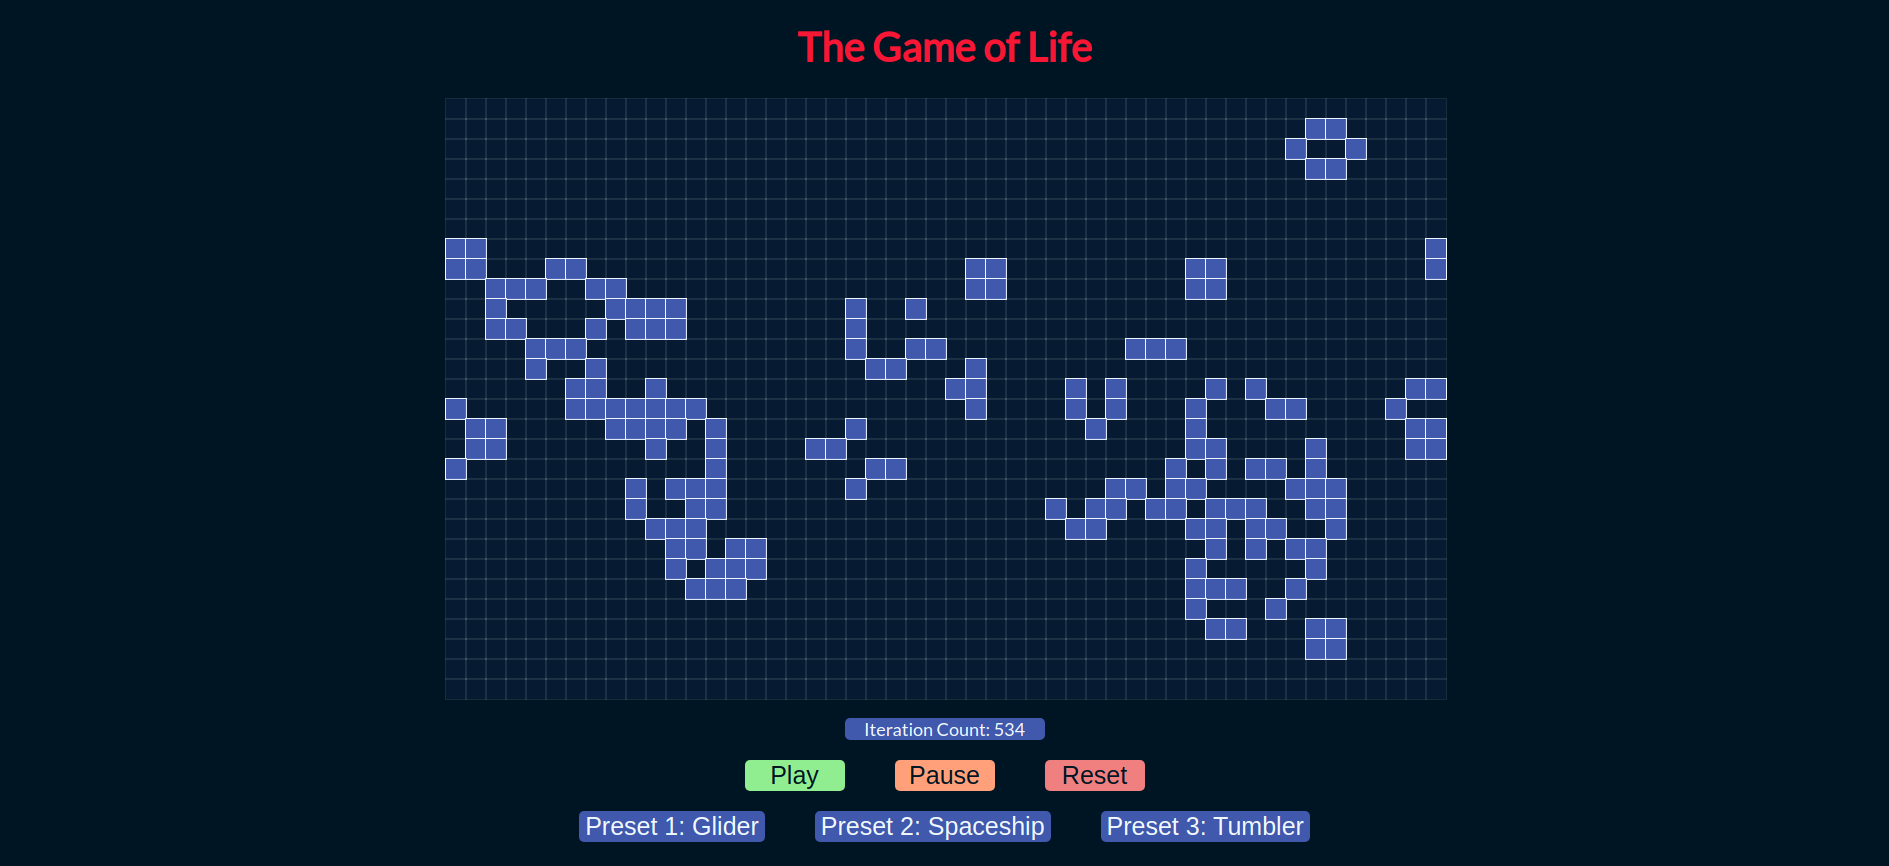 The Game of Life
Iteration Count: 534
Play Pause Reset
Preset 1: Glider Preset 2: Spaceship Preset 3: Tumbler